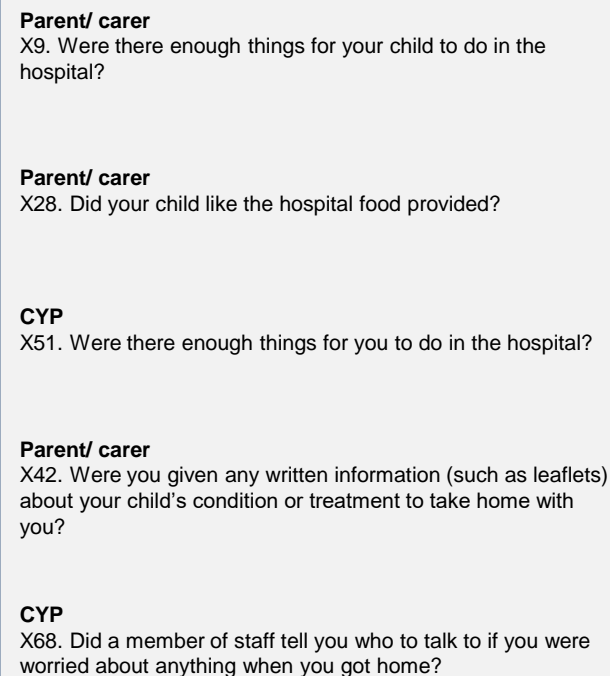 Parent/ carer
X9. Were there enough things for your child to do in the
hospital?
Parent/ carer
X28. Did your child like the hospital food provided?
CYP
X51. Were there enough things for you to do in the hospital?
Parent/ carer
X42. Were you given any written information (such as leaflets)
about your child’s condition or treatment to take home with
you?
CYP
X68. Did a member of staff tell you who to talk to if you were
worried about anything when you got home?